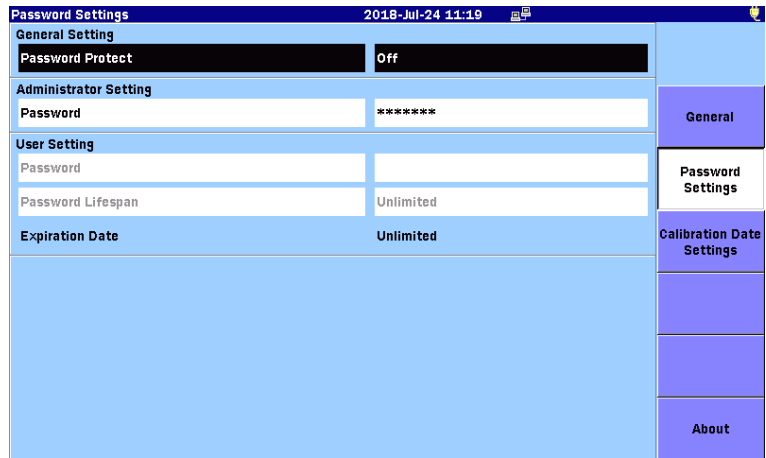 Password Settings 2018-Jul-24 11:19
General Setting
Password Protect Off
Administrator Setting
Password *******
User Setting
Password
Password Lifespan Unlimited
Expiration Date Unlimited
General
Password
Settings
Calibration Date
Settings
About